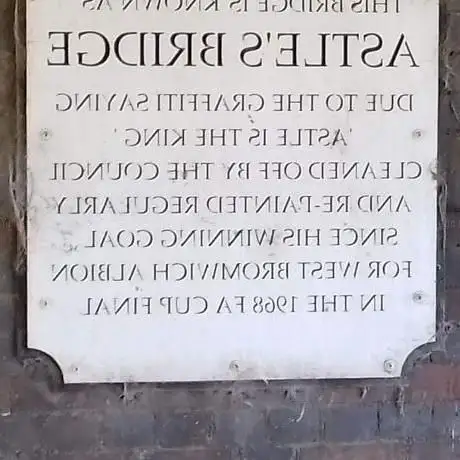 THIS BRIDGE IS KNOWN AS
ASTLE'S BRIDGE
DUE TO THE GRAFFITI SAYING
'ASTLE IS THE KING'
CLEANED OFF BY THE COUNCIL
AND RE-PAINTED REGULARLY
SINCE HIS WINNING GOAL
FOR WEST BROMWICH ALBION
IN THE 1968 FA CUP FINAL